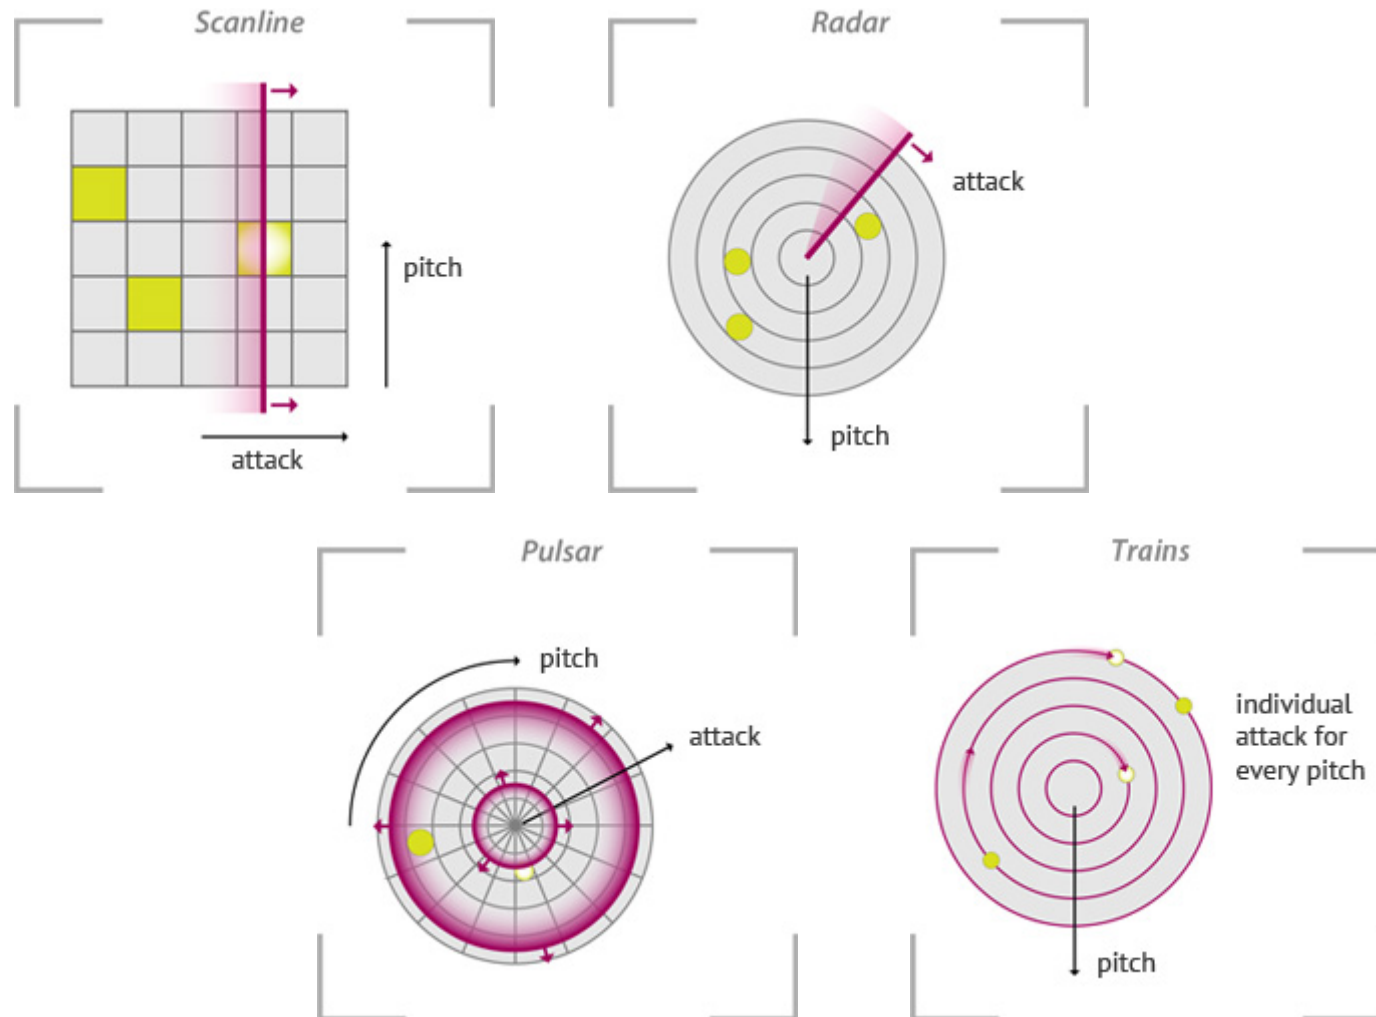 Scanline
pitch
attack
Radar
attack
pitch
Pulsar
pitch
attack
Trains
individual
attack for
every pitch
pitch